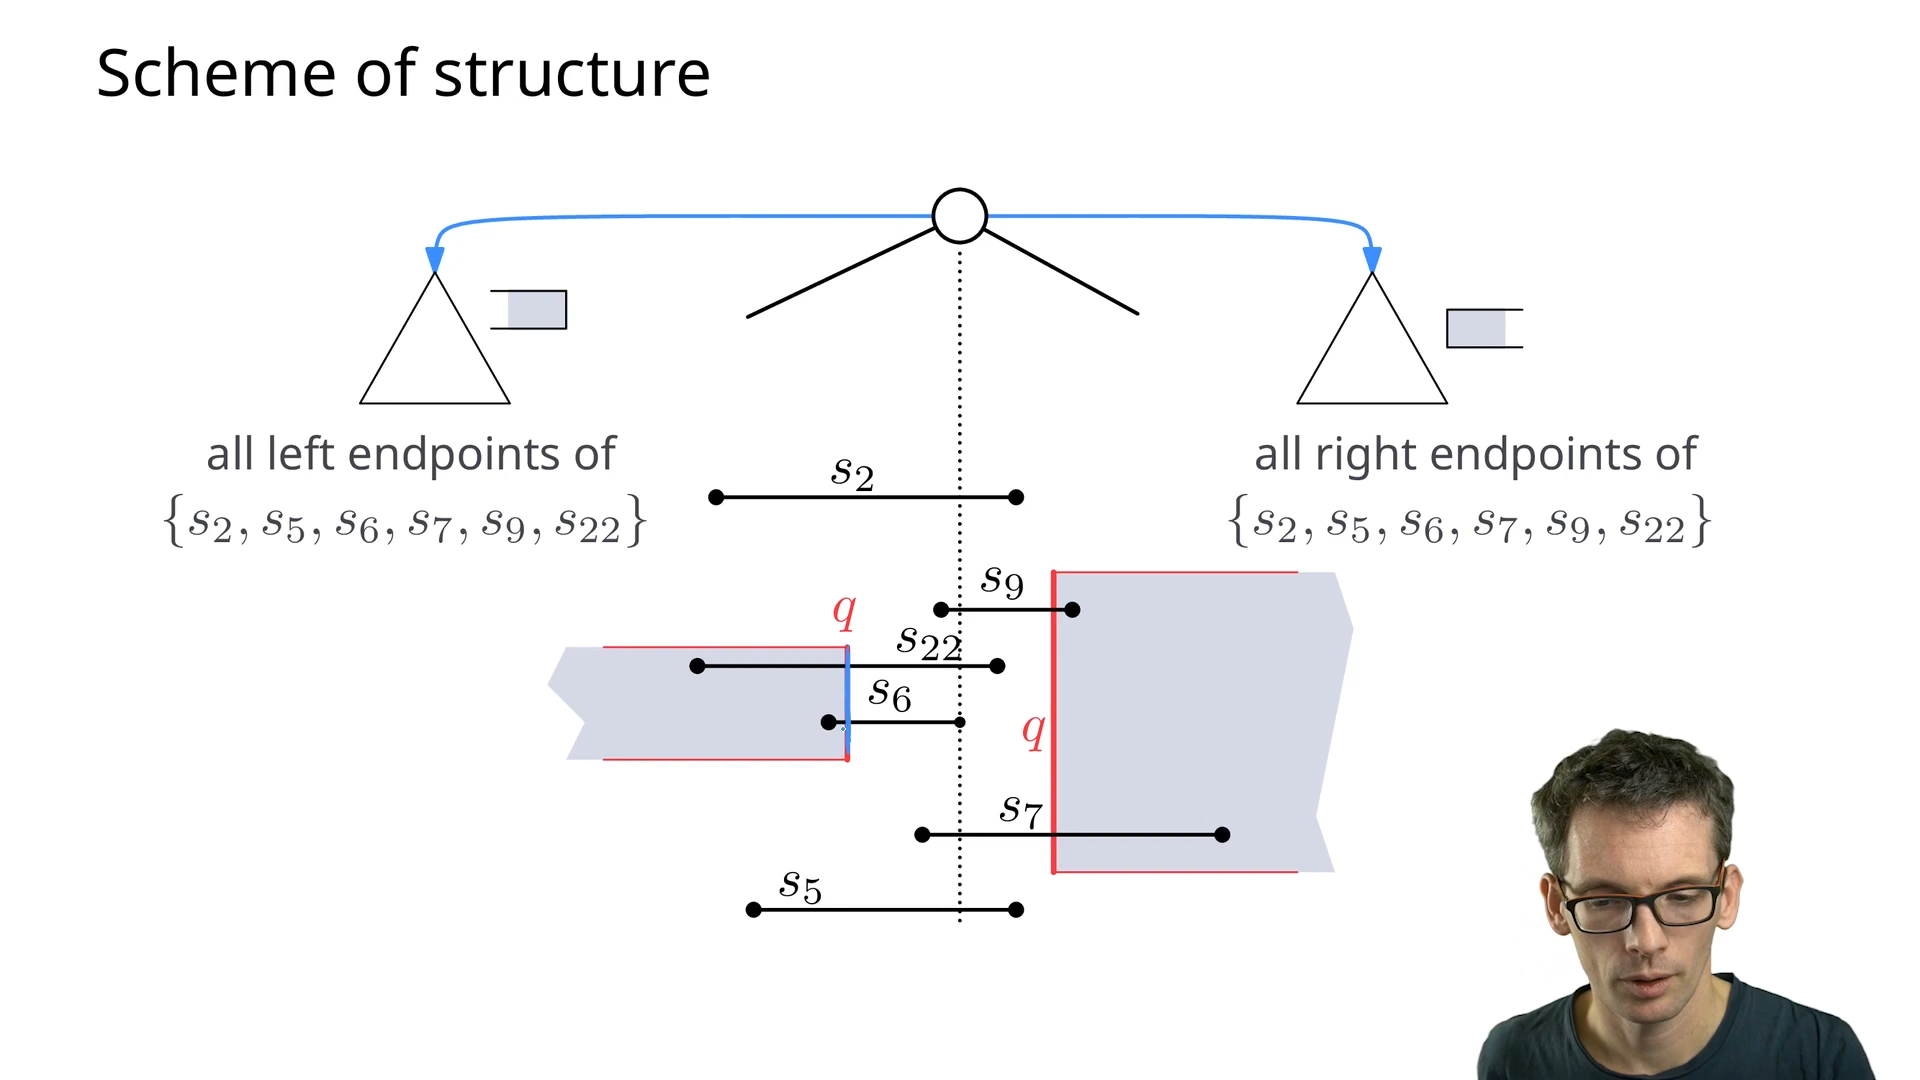 Scheme of structure
all left endpoints of
{s₂, s₅, s₆, s₇, s₉, s₂₂}
all right endpoints of
{s₂, s₅, s₆, s₇, s₉, s₂₂}
s₂
s₉
q
s₂₂
s₆
q
s₇
s₅